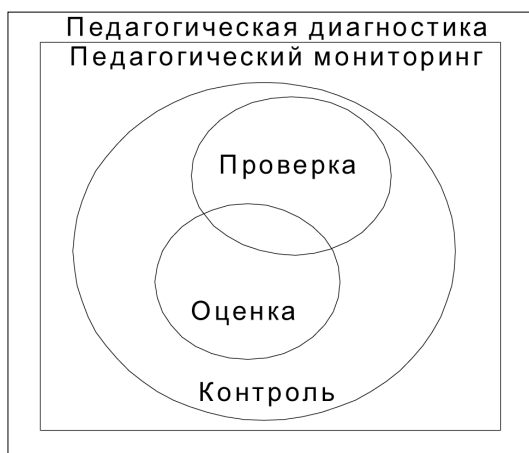 Педагогическая диагностика
Педагогический мониторинг
Проверка
Оценка
Контроль